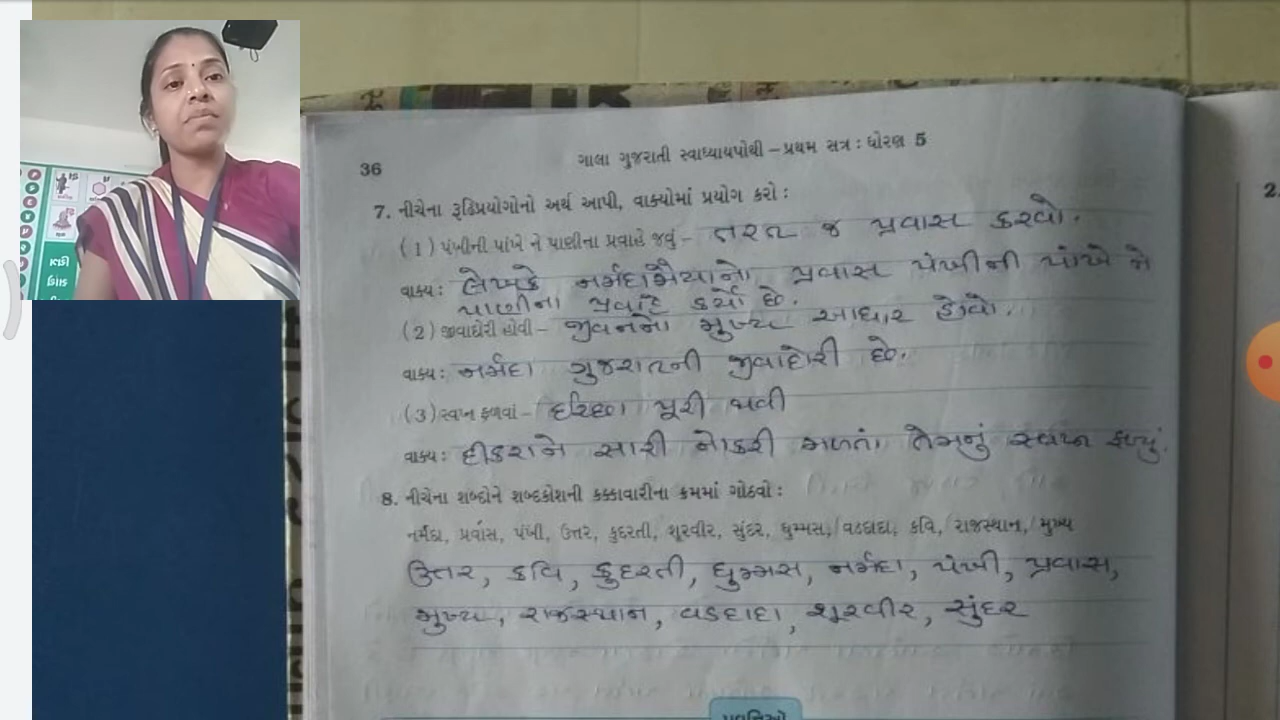 36
ગાલા ગુજરાતી સ્વાધ્યાયપોથી – પ્રથમ સત્ર : ધોરણ 5
7. નીચેના રૂઢિપ્રયોગોનો અર્થ આપી, વાક્યોમાં પ્રયોગ કરો :
(1) પંખીની પાંખે ને પાણીના પ્રવાહે જવું – તરત જ પ્રવાસ કરવો.
વાક્ય : લેખકે નર્મદામૈયાનો પ્રવાસ પંખીની પાંખે ને
પાણીના પ્રવાહે કર્યો છે.
(2) જીવાદોરી હોવી – જીવનનો મુખ્ય આધાર હોવો.
વાક્ય : નર્મદા ગુજરાતની જીવાદોરી છે.
(3) સ્વપ્ન ફળવાં – ઇચ્છા પૂરી થવી
વાક્ય : દીકરાને સારી નોકરી મળતાં તેમનું સ્વપ્ન ફળ્યું.
8. નીચેના શબ્દોને શબ્દકોશની કક્કાવારીના ક્રમમાં ગોઠવો :
નર્મદા, પ્રવાસ, પંખી, ઉત્તર, કુદરતી, શૂરવીર, સુંદર, ધુમ્મસ, વડદાદા, કવિ, રાજસ્થાન, મુખ્ય
ઉત્તર, કવિ, કુદરતી, ધુમ્મસ, નર્મદા, પંખી, પ્રવાસ,
મુખ્ય, રાજસ્થાન, વડદાદા, શૂરવીર, સુંદર
2.